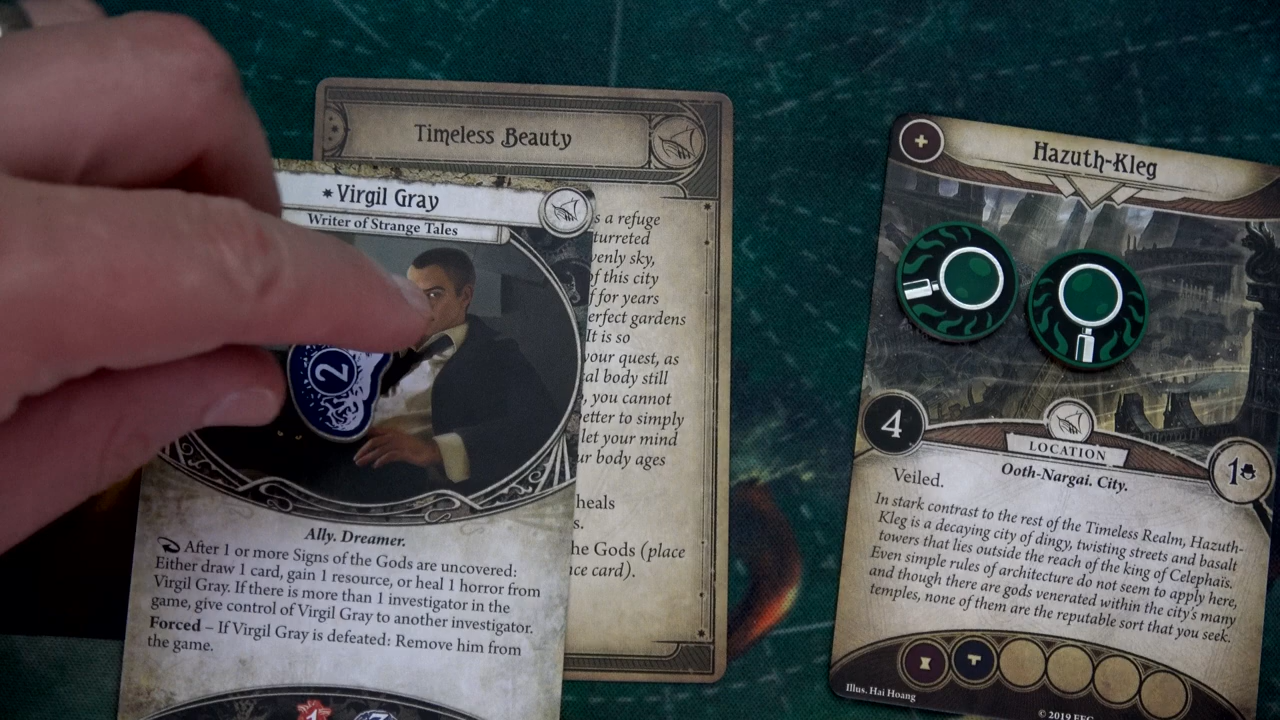 Timeless Beauty
s a refuge
turreted
venly sky,
of this city
f for years
erfect gardens
It is so
your quest, as
al body still
, you cannot
etter to simply
let your mind
ur body ages
heals
s.
he Gods (place
nce card).
Virgil Gray
Writer of Strange Tales
2
Ally. Dreamer.
After 1 or more Signs of the Gods are uncovered:
Either draw 1 card, gain 1 resource, or heal 1 horror from
Virgil Gray. If there is more than 1 investigator in the
game, give control of Virgil Gray to another investigator.
Forced – If Virgil Gray is defeated: Remove him from
the game.
Hazuth-Kleg
4
LOCATION
1
Veiled.
Ooth-Nargai. City.
In stark contrast to the rest of the Timeless Realm, Hazuth-
Kleg is a decaying city of dingy, twisting streets and basalt
towers that lies outside the reach of the king of Celephaïs.
Even simple rules of architecture do not seem to apply here,
and though there are gods venerated within the city's many
temples, none of them are the reputable sort that you seek.
Illus. Hai Hoang
© 2019 FFG